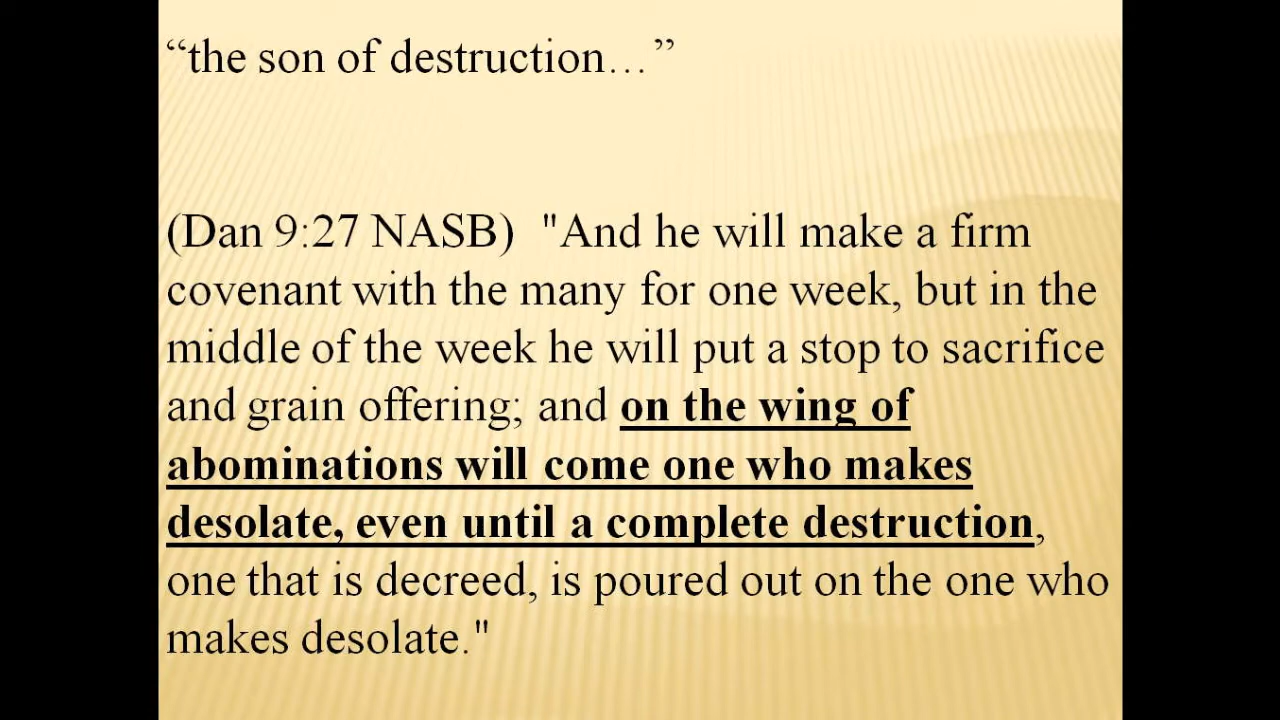 “the son of destruction…”
(Dan 9:27 NASB)  "And he will make a firm
covenant with the many for one week, but in the
middle of the week he will put a stop to sacrifice
and grain offering; and on the wing of
abominations will come one who makes
desolate, even until a complete destruction,
one that is decreed, is poured out on the one who
makes desolate."